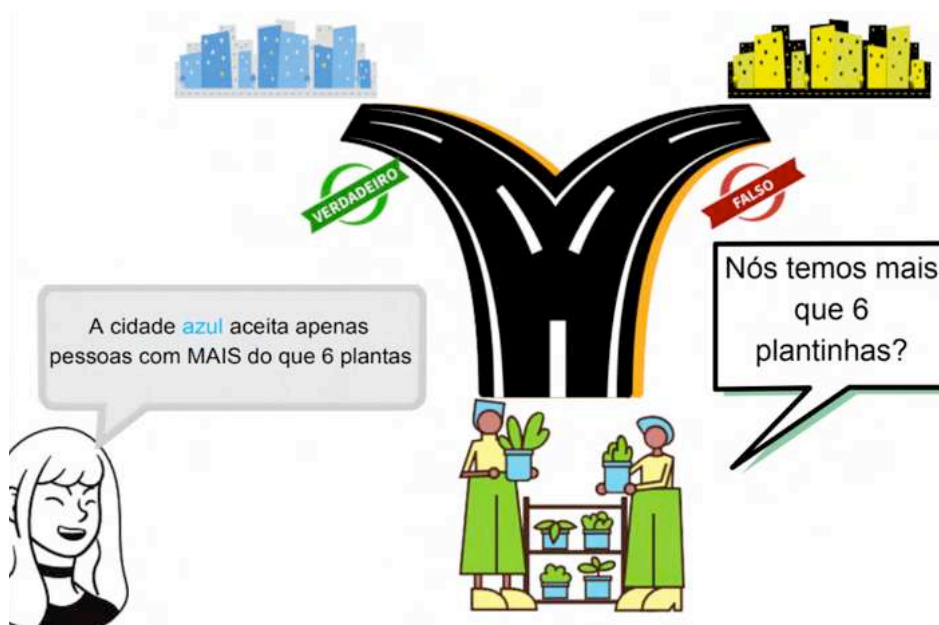 VERDADEIRO
FALSO
A cidade azul aceita apenas
pessoas com MAIS do que 6 plantas
Nós temos mais
que 6
plantinhas?